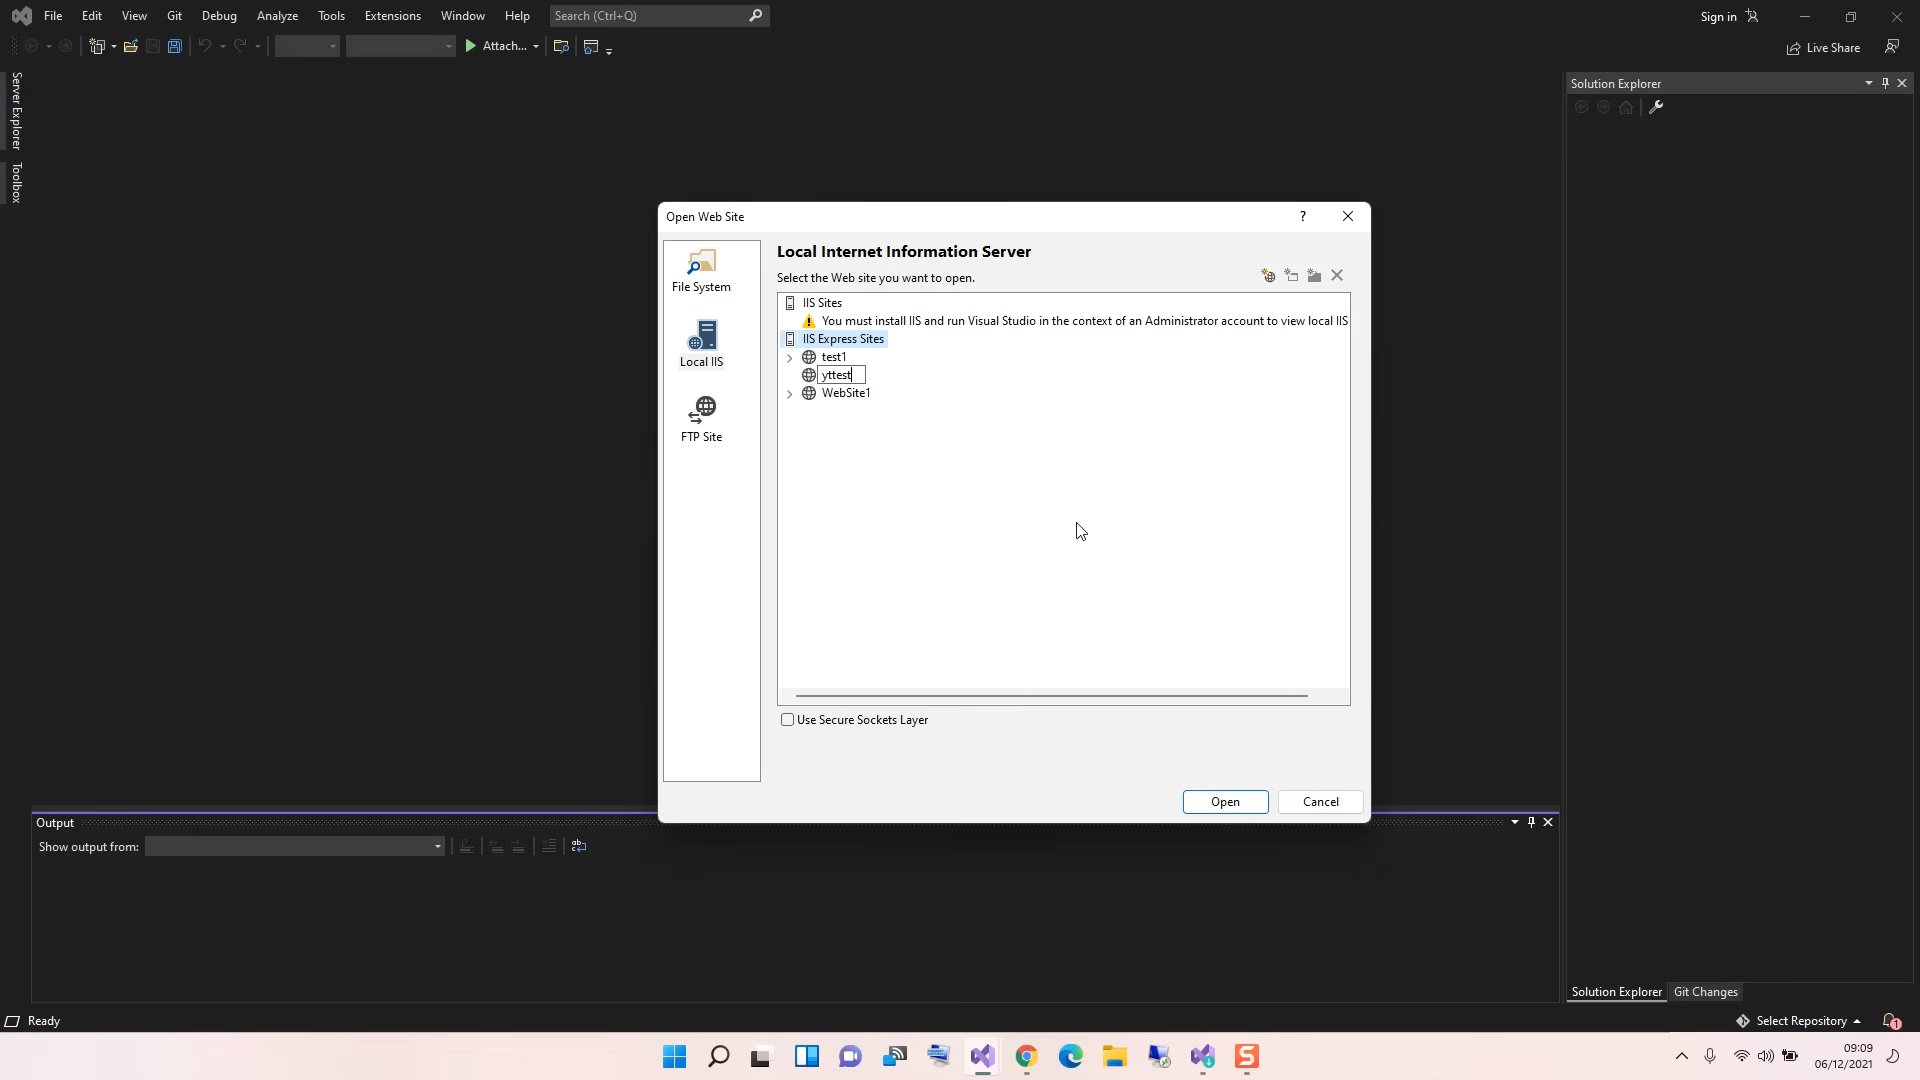 File Edit View Git Debug Analyze Tools Extensions Window Help Search (Ctrl+Q) Sign in
Attach... Live Share
Server Explorer
Toolbox
Solution Explorer
Open Web Site ?
File System
Local IIS
FTP Site
Local Internet Information Server
Select the Web site you want to open.
IIS Sites
You must install IIS and run Visual Studio in the context of an Administrator account to view local IIS
IIS Express Sites
test1
yttest
WebSite1
Use Secure Sockets Layer
Open Cancel
Output
Show output from:
Solution Explorer Git Changes
Ready Select Repository 1
09:09
06/12/2021